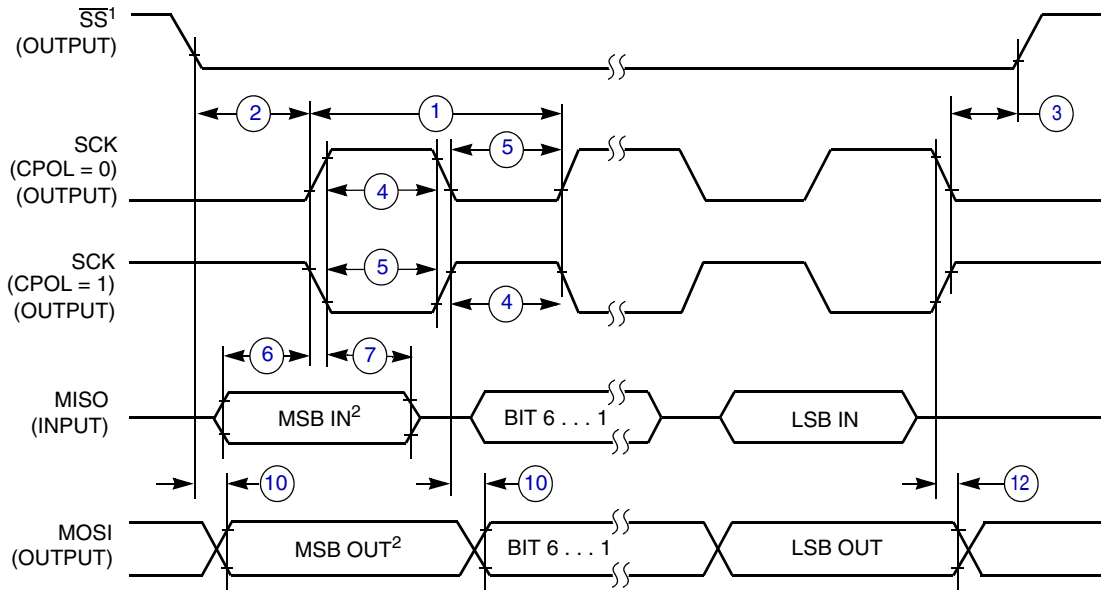 SS¹
(OUTPUT)
2
1
3
SCK
(CPOL = 0)
(OUTPUT)
5
4
SCK
(CPOL = 1)
(OUTPUT)
5
4
6
7
MISO
(INPUT)
MSB IN²
BIT 6 . . . 1
LSB IN
10
10
12
MOSI
(OUTPUT)
MSB OUT²
BIT 6 . . . 1
LSB OUT